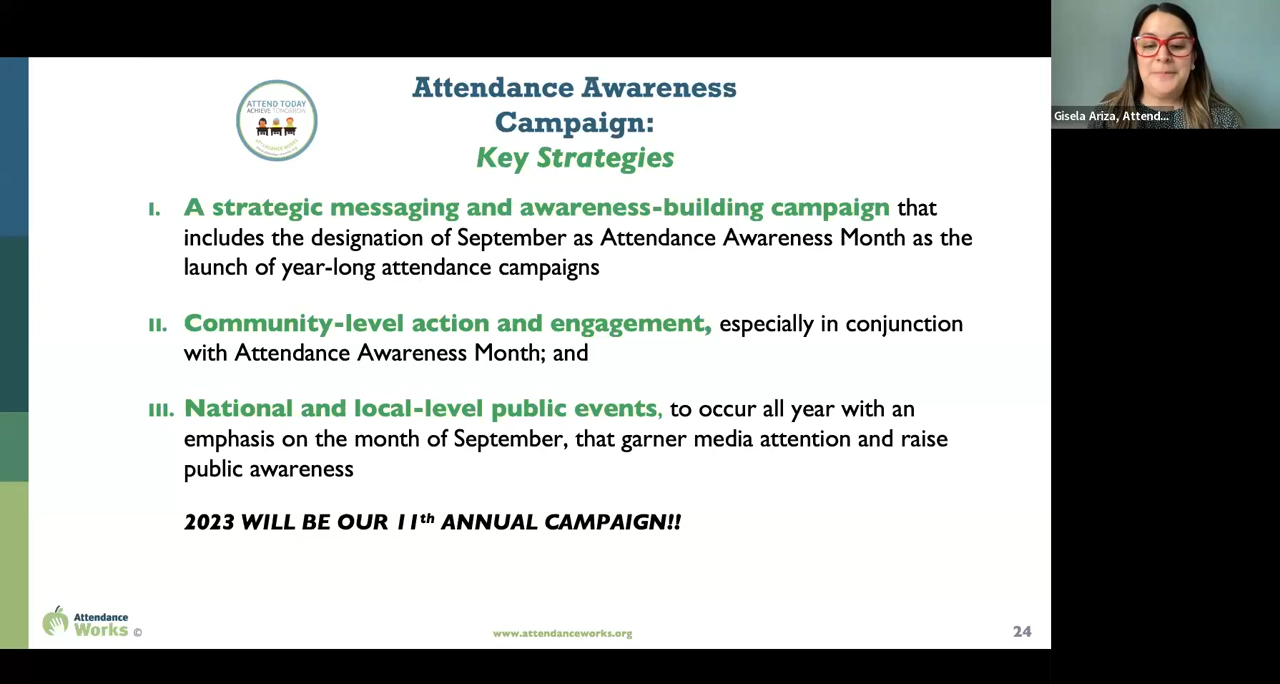 Attendance Awareness
Campaign:
Key Strategies
ATTEND TODAY
ACHIEVE TOMORROW
ATTENDANCE WORKS
I. A strategic messaging and awareness-building campaign that
includes the designation of September as Attendance Awareness Month as the
launch of year-long attendance campaigns
II. Community-level action and engagement, especially in conjunction
with Attendance Awareness Month; and
III. National and local-level public events, to occur all year with an
emphasis on the month of September, that garner media attention and raise
public awareness
2023 WILL BE OUR 11th ANNUAL CAMPAIGN!!
Attendance
Works ©
www.attendanceworks.org
24
Gisela Ariza, Attend...